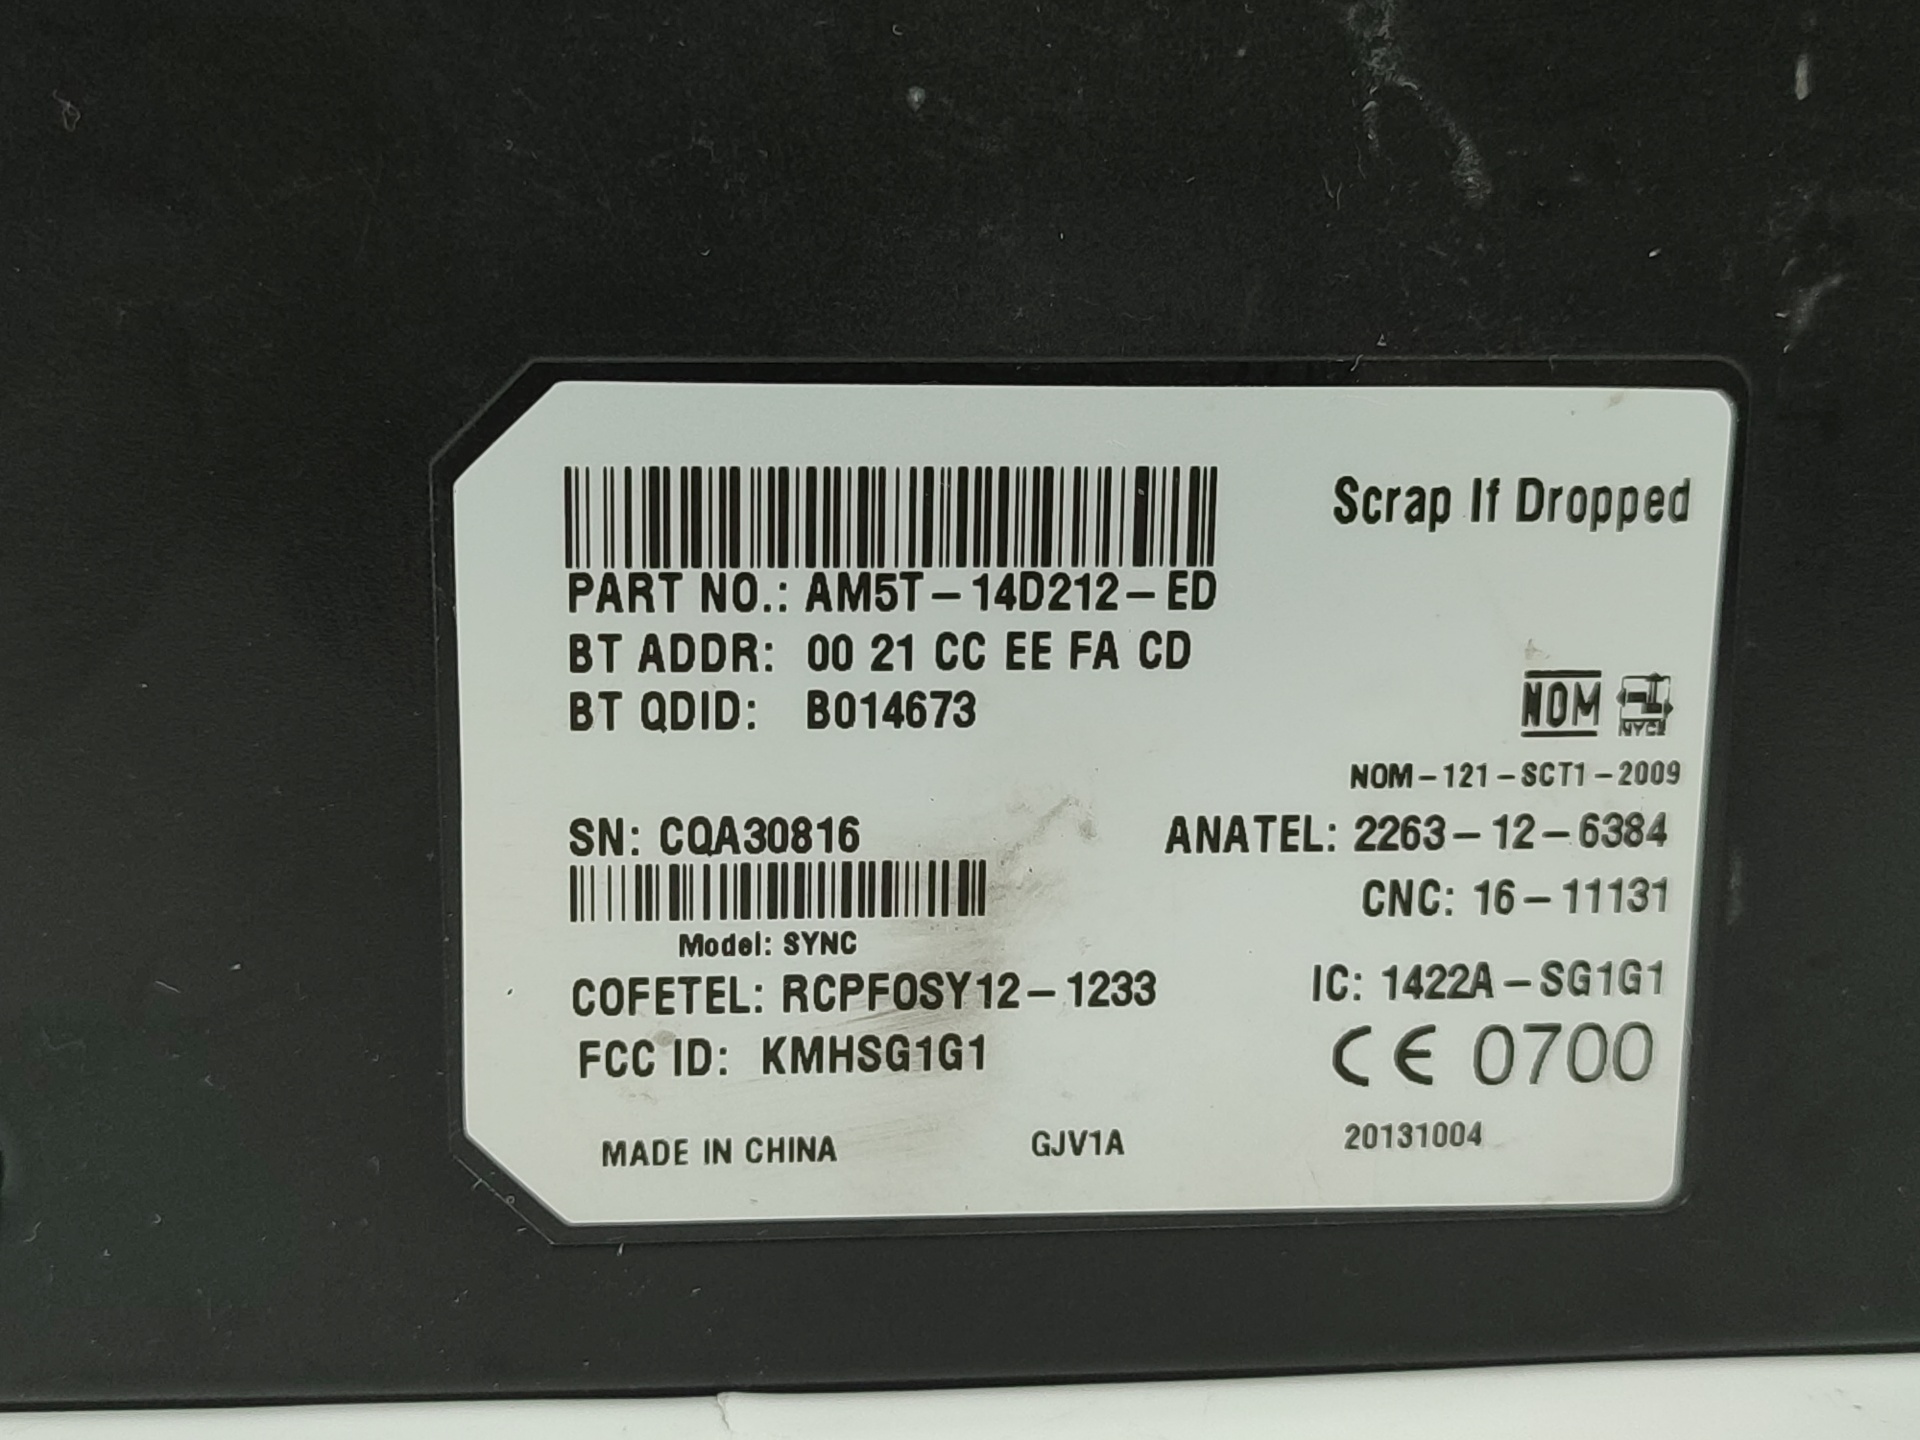 Scrap If Dropped
PART NO.: AM5T-14D212-ED
BT ADDR: 00 21 CC EE FA CD
BT QDID: B014673
NOM NYCE
NOM-121-SCT1-2009
SN: CQA30816
ANATEL: 2263-12-6384
CNC: 16-11131
Model: SYNC
COFETEL: RCPFOSY12-1233
IC: 1422A-SG1G1
FCC ID: KMHSG1G1
CE 0700
MADE IN CHINA GJV1A 20131004